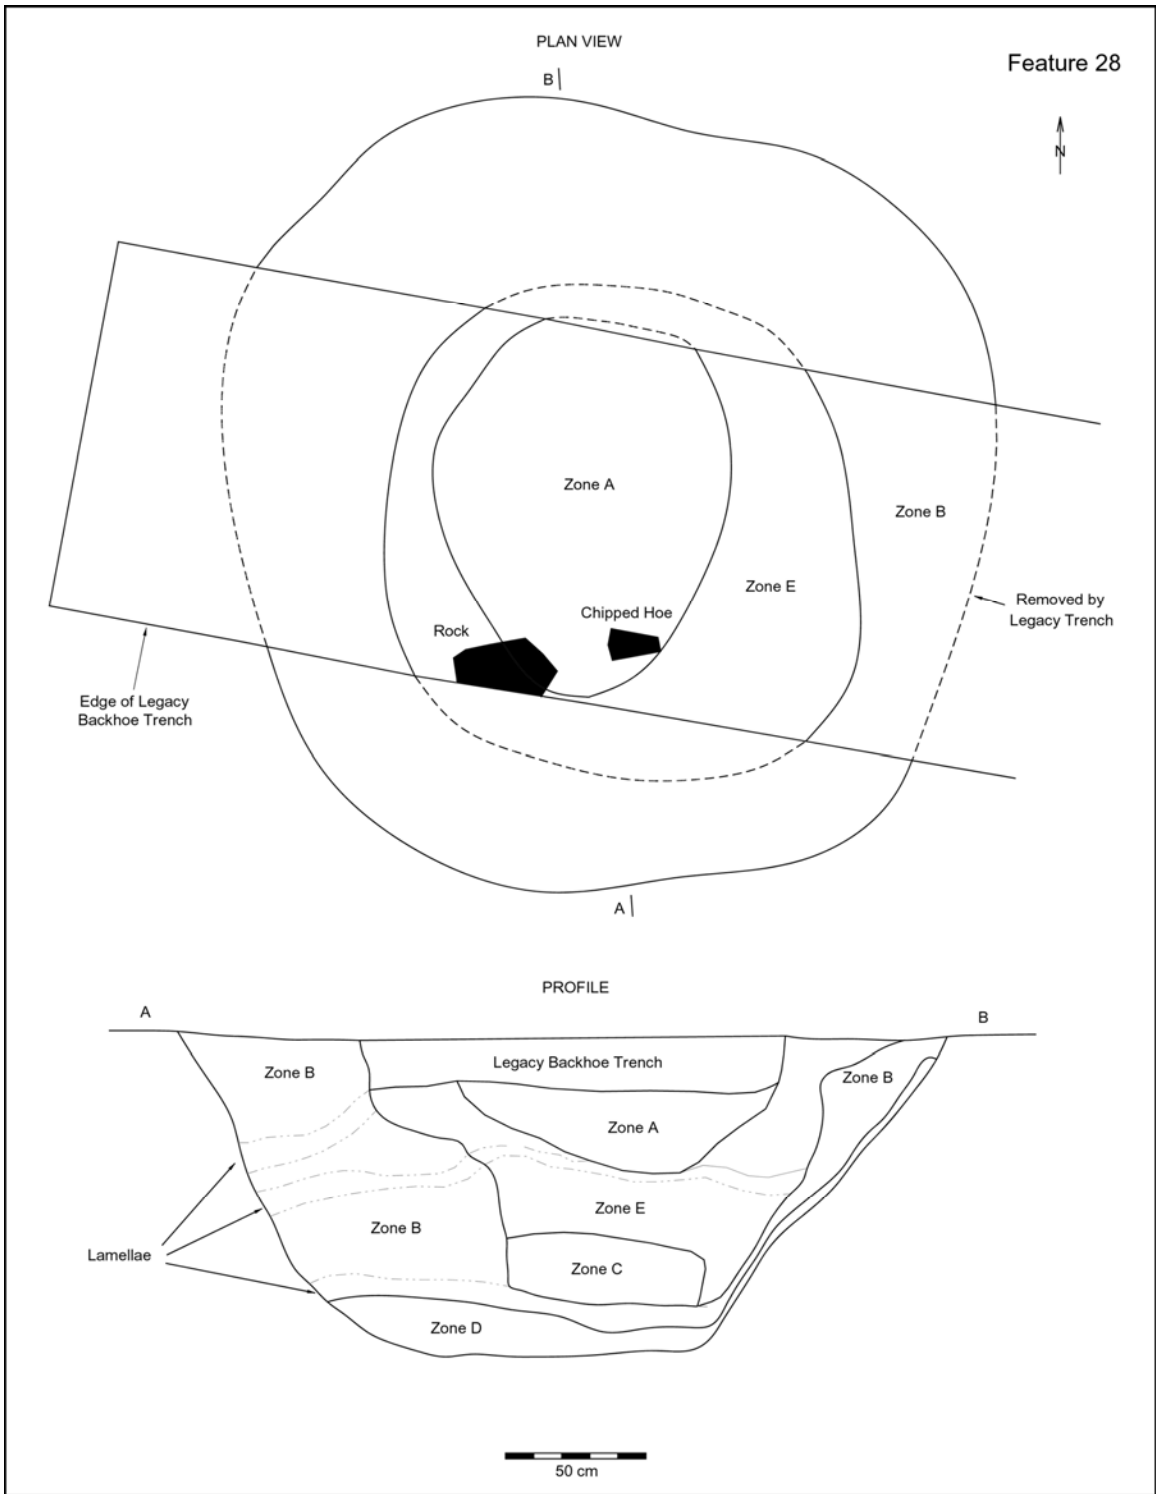 PLAN VIEW
Feature 28
B
N
Zone A
Zone B
Zone E
Chipped Hoe
Rock
Removed by
Legacy Trench
Edge of Legacy
Backhoe Trench
A
PROFILE
A
B
Legacy Backhoe Trench
Zone B
Zone B
Zone A
Zone E
Zone B
Lamellae
Zone C
Zone D
50 cm